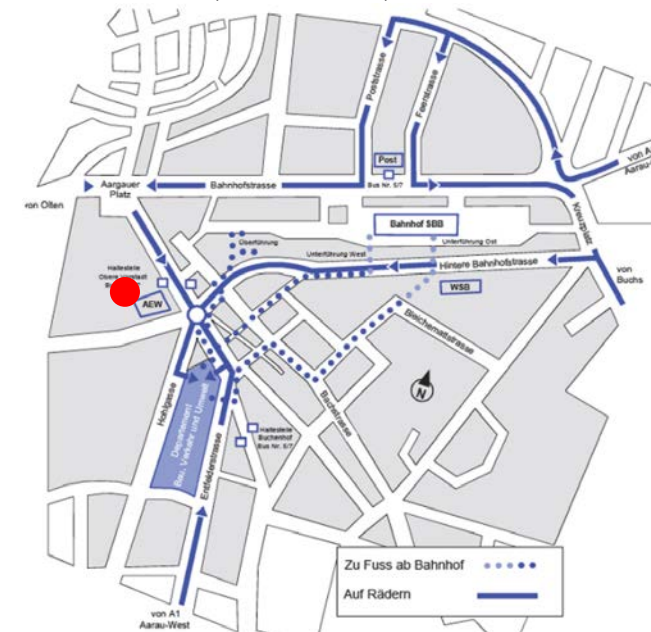 Poststrasse
Feerstrasse
Post
Bus Nr. 5/7
von A1
Aarau-
Aargauer
Platz
Bahnhofstrasse
von Olten
Kreuzplatz
Bahnhof SBB
Überführung
Unterführung West
Unterführung Ost
Hintere Bahnhofstrasse
WSB
von
Buchs
Haltestelle
Obere Vorstadt
AEW
Bleichemattstrasse
N
Hohlgasse
Departement
Bau, Verkehr und Umwelt
Entfelderstrasse
Bachstrasse
Haltestelle
Buchenhof
Bus Nr. 5/7
Zu Fuss ab Bahnhof
Auf Rädern
von A1
Aarau-West